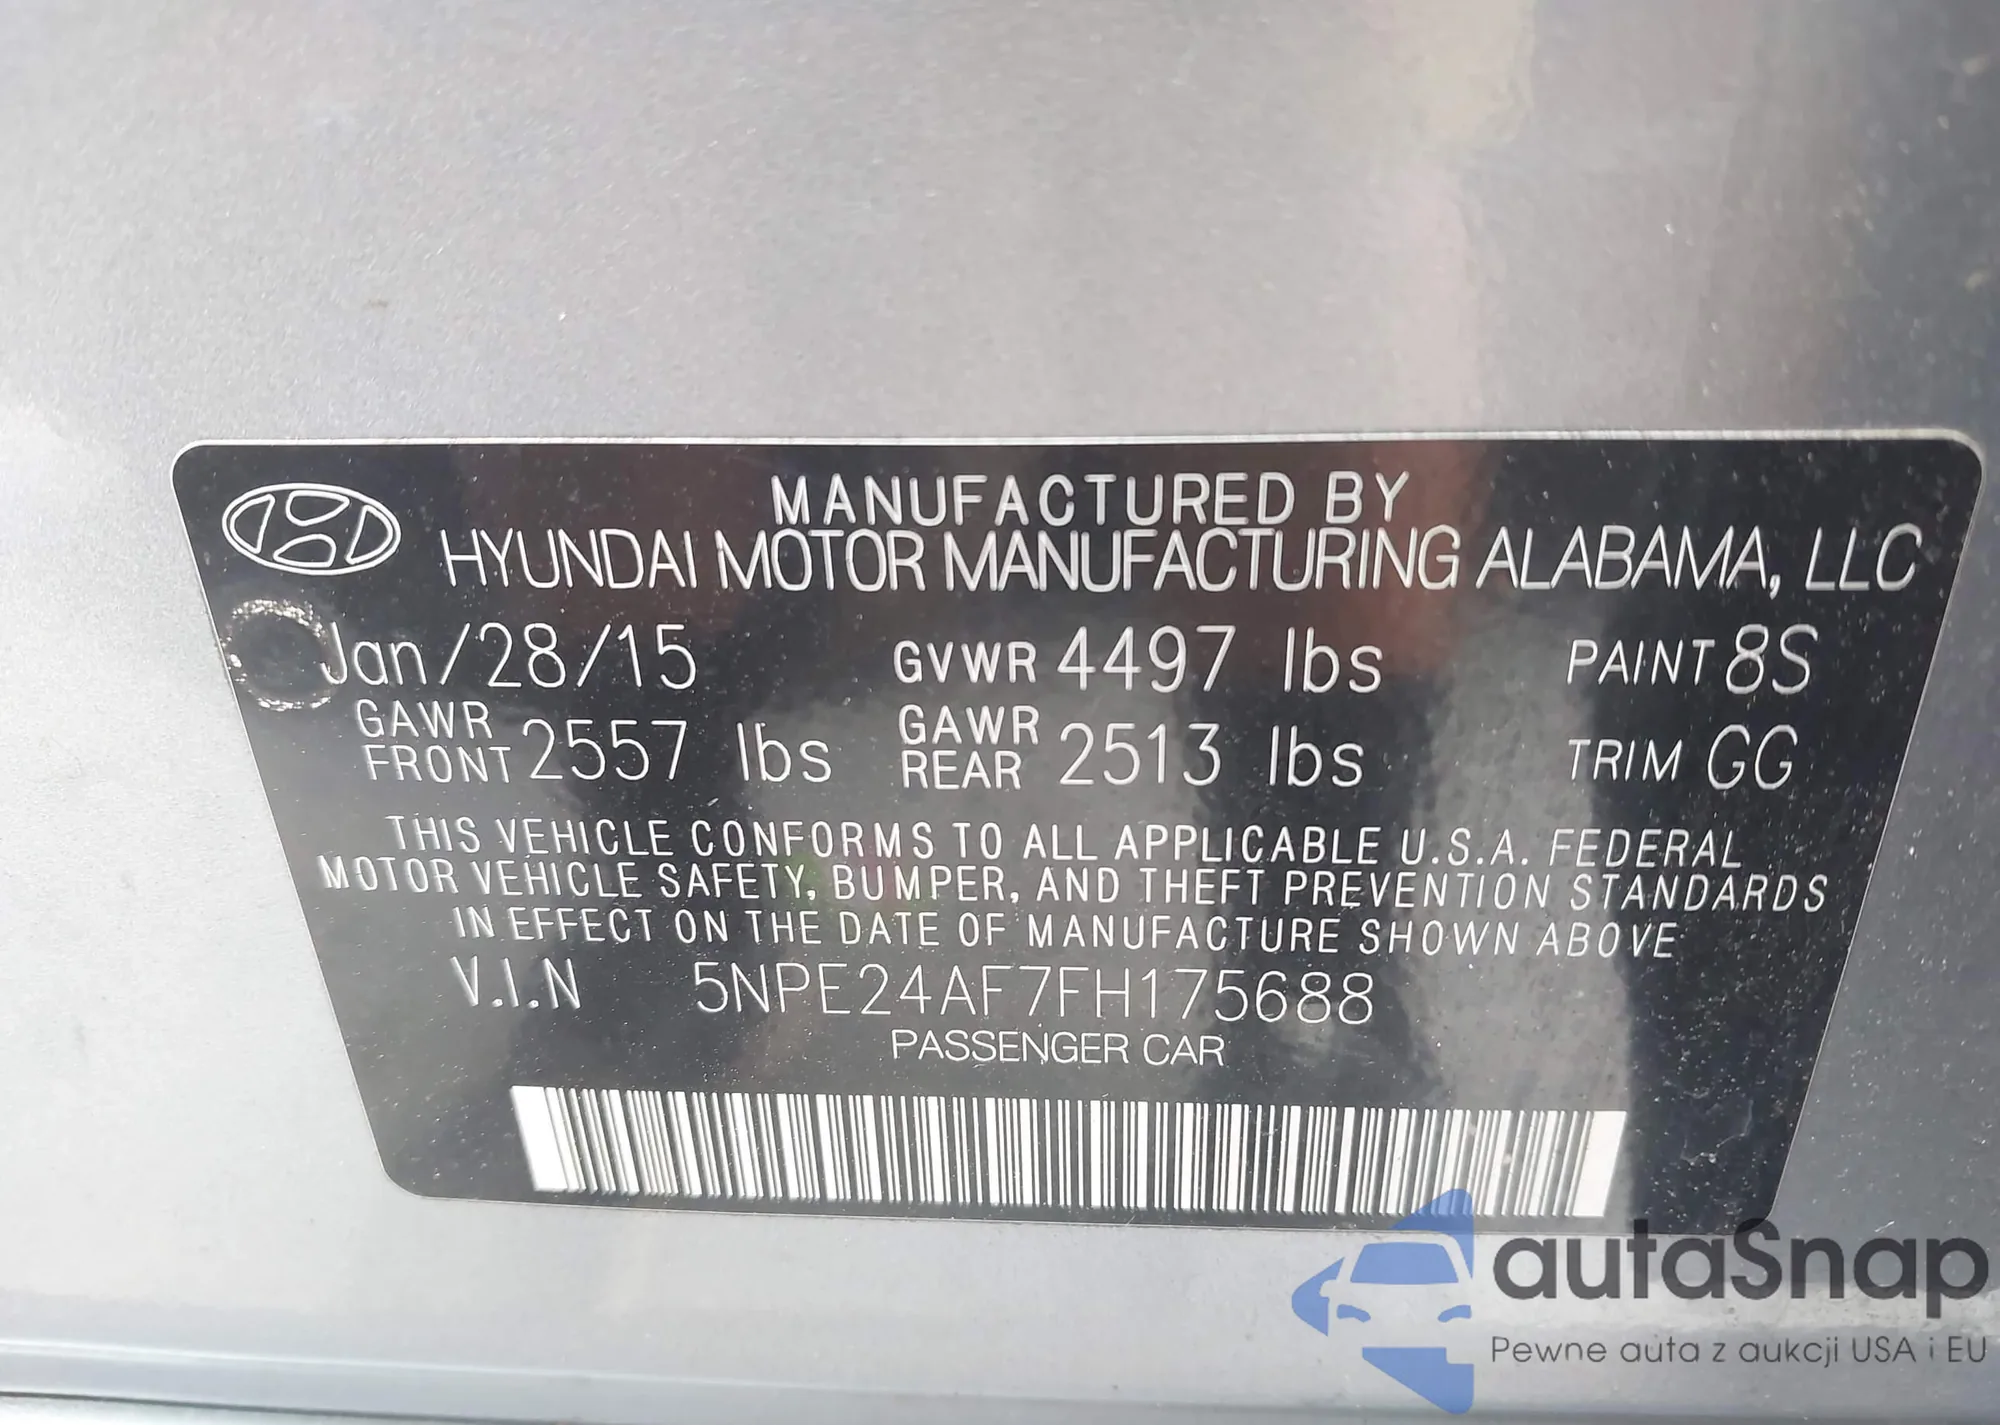 MANUFACTURED BY
HYUNDAI MOTOR MANUFACTURING ALABAMA, LLC
Jan/28/15 GVWR 4497 lbs PAINT 8S
GAWR FRONT 2557 lbs GAWR REAR 2513 lbs TRIM GG
THIS VEHICLE CONFORMS TO ALL APPLICABLE U.S.A. FEDERAL
MOTOR VEHICLE SAFETY, BUMPER, AND THEFT PREVENTION STANDARDS
IN EFFECT ON THE DATE OF MANUFACTURE SHOWN ABOVE
V.I.N 5NPE24AF7FH175688
PASSENGER CAR
autaSnap
Pewne auta z aukcji USA i EU